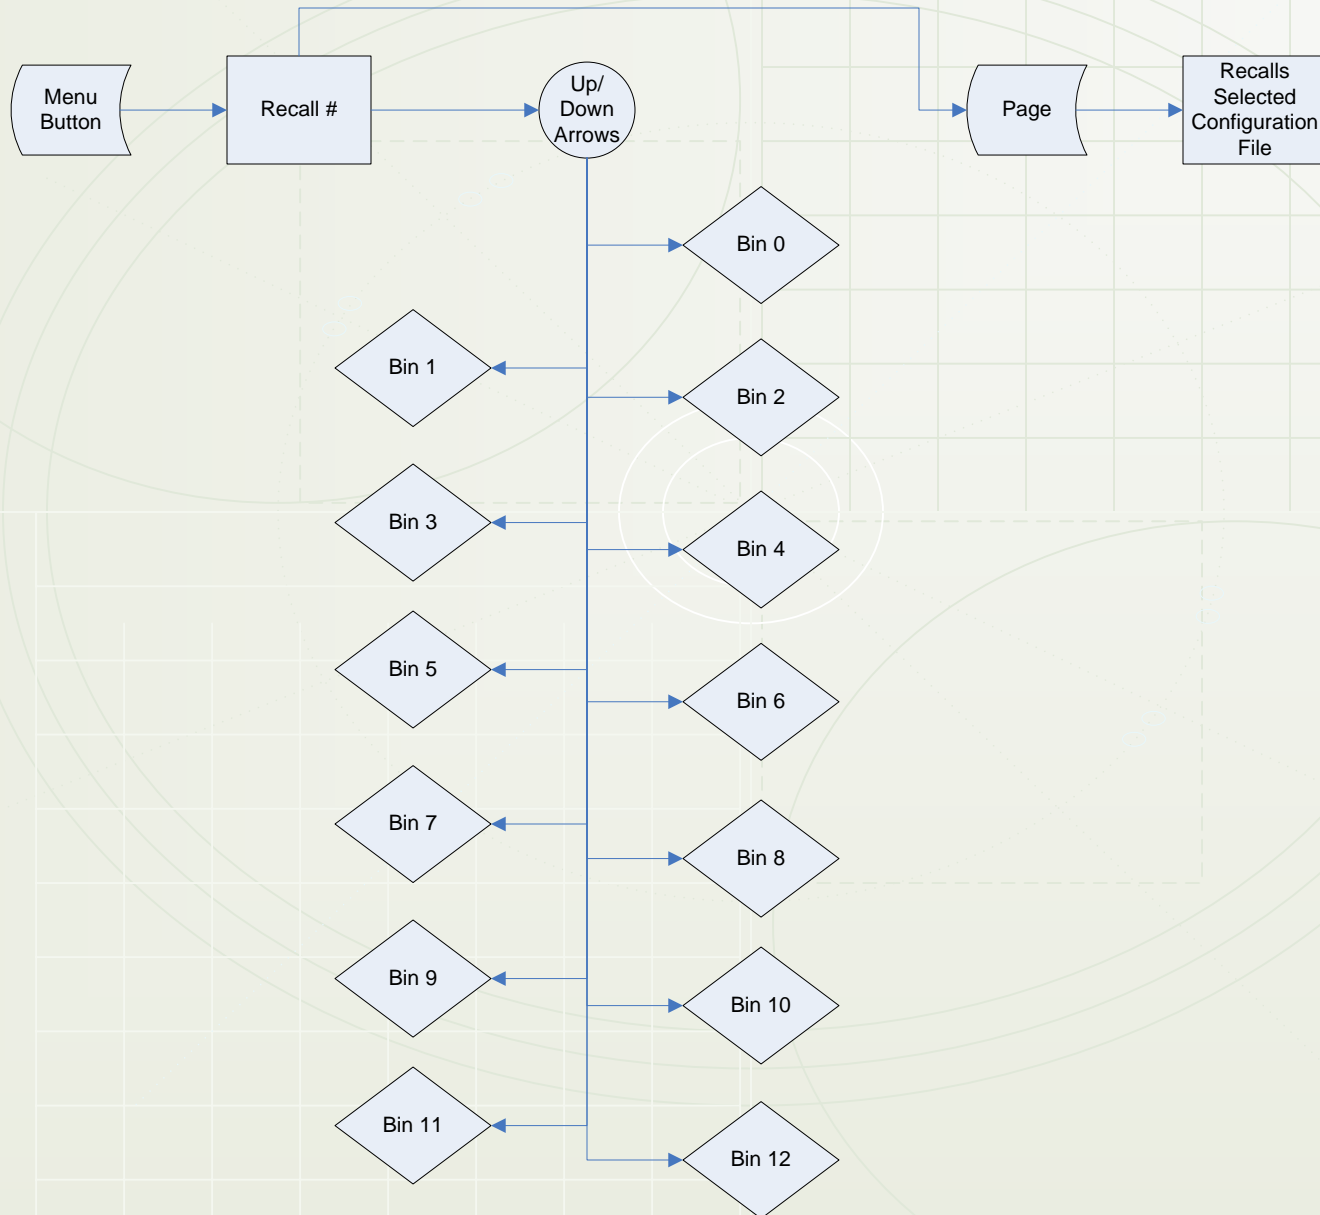 Menu
Button
Recall #
Up/
Down
Arrows
Page
Recalls
Selected
Configuration
File
Bin 0
Bin 1
Bin 2
Bin 3
Bin 4
Bin 5
Bin 6
Bin 7
Bin 8
Bin 9
Bin 10
Bin 11
Bin 12